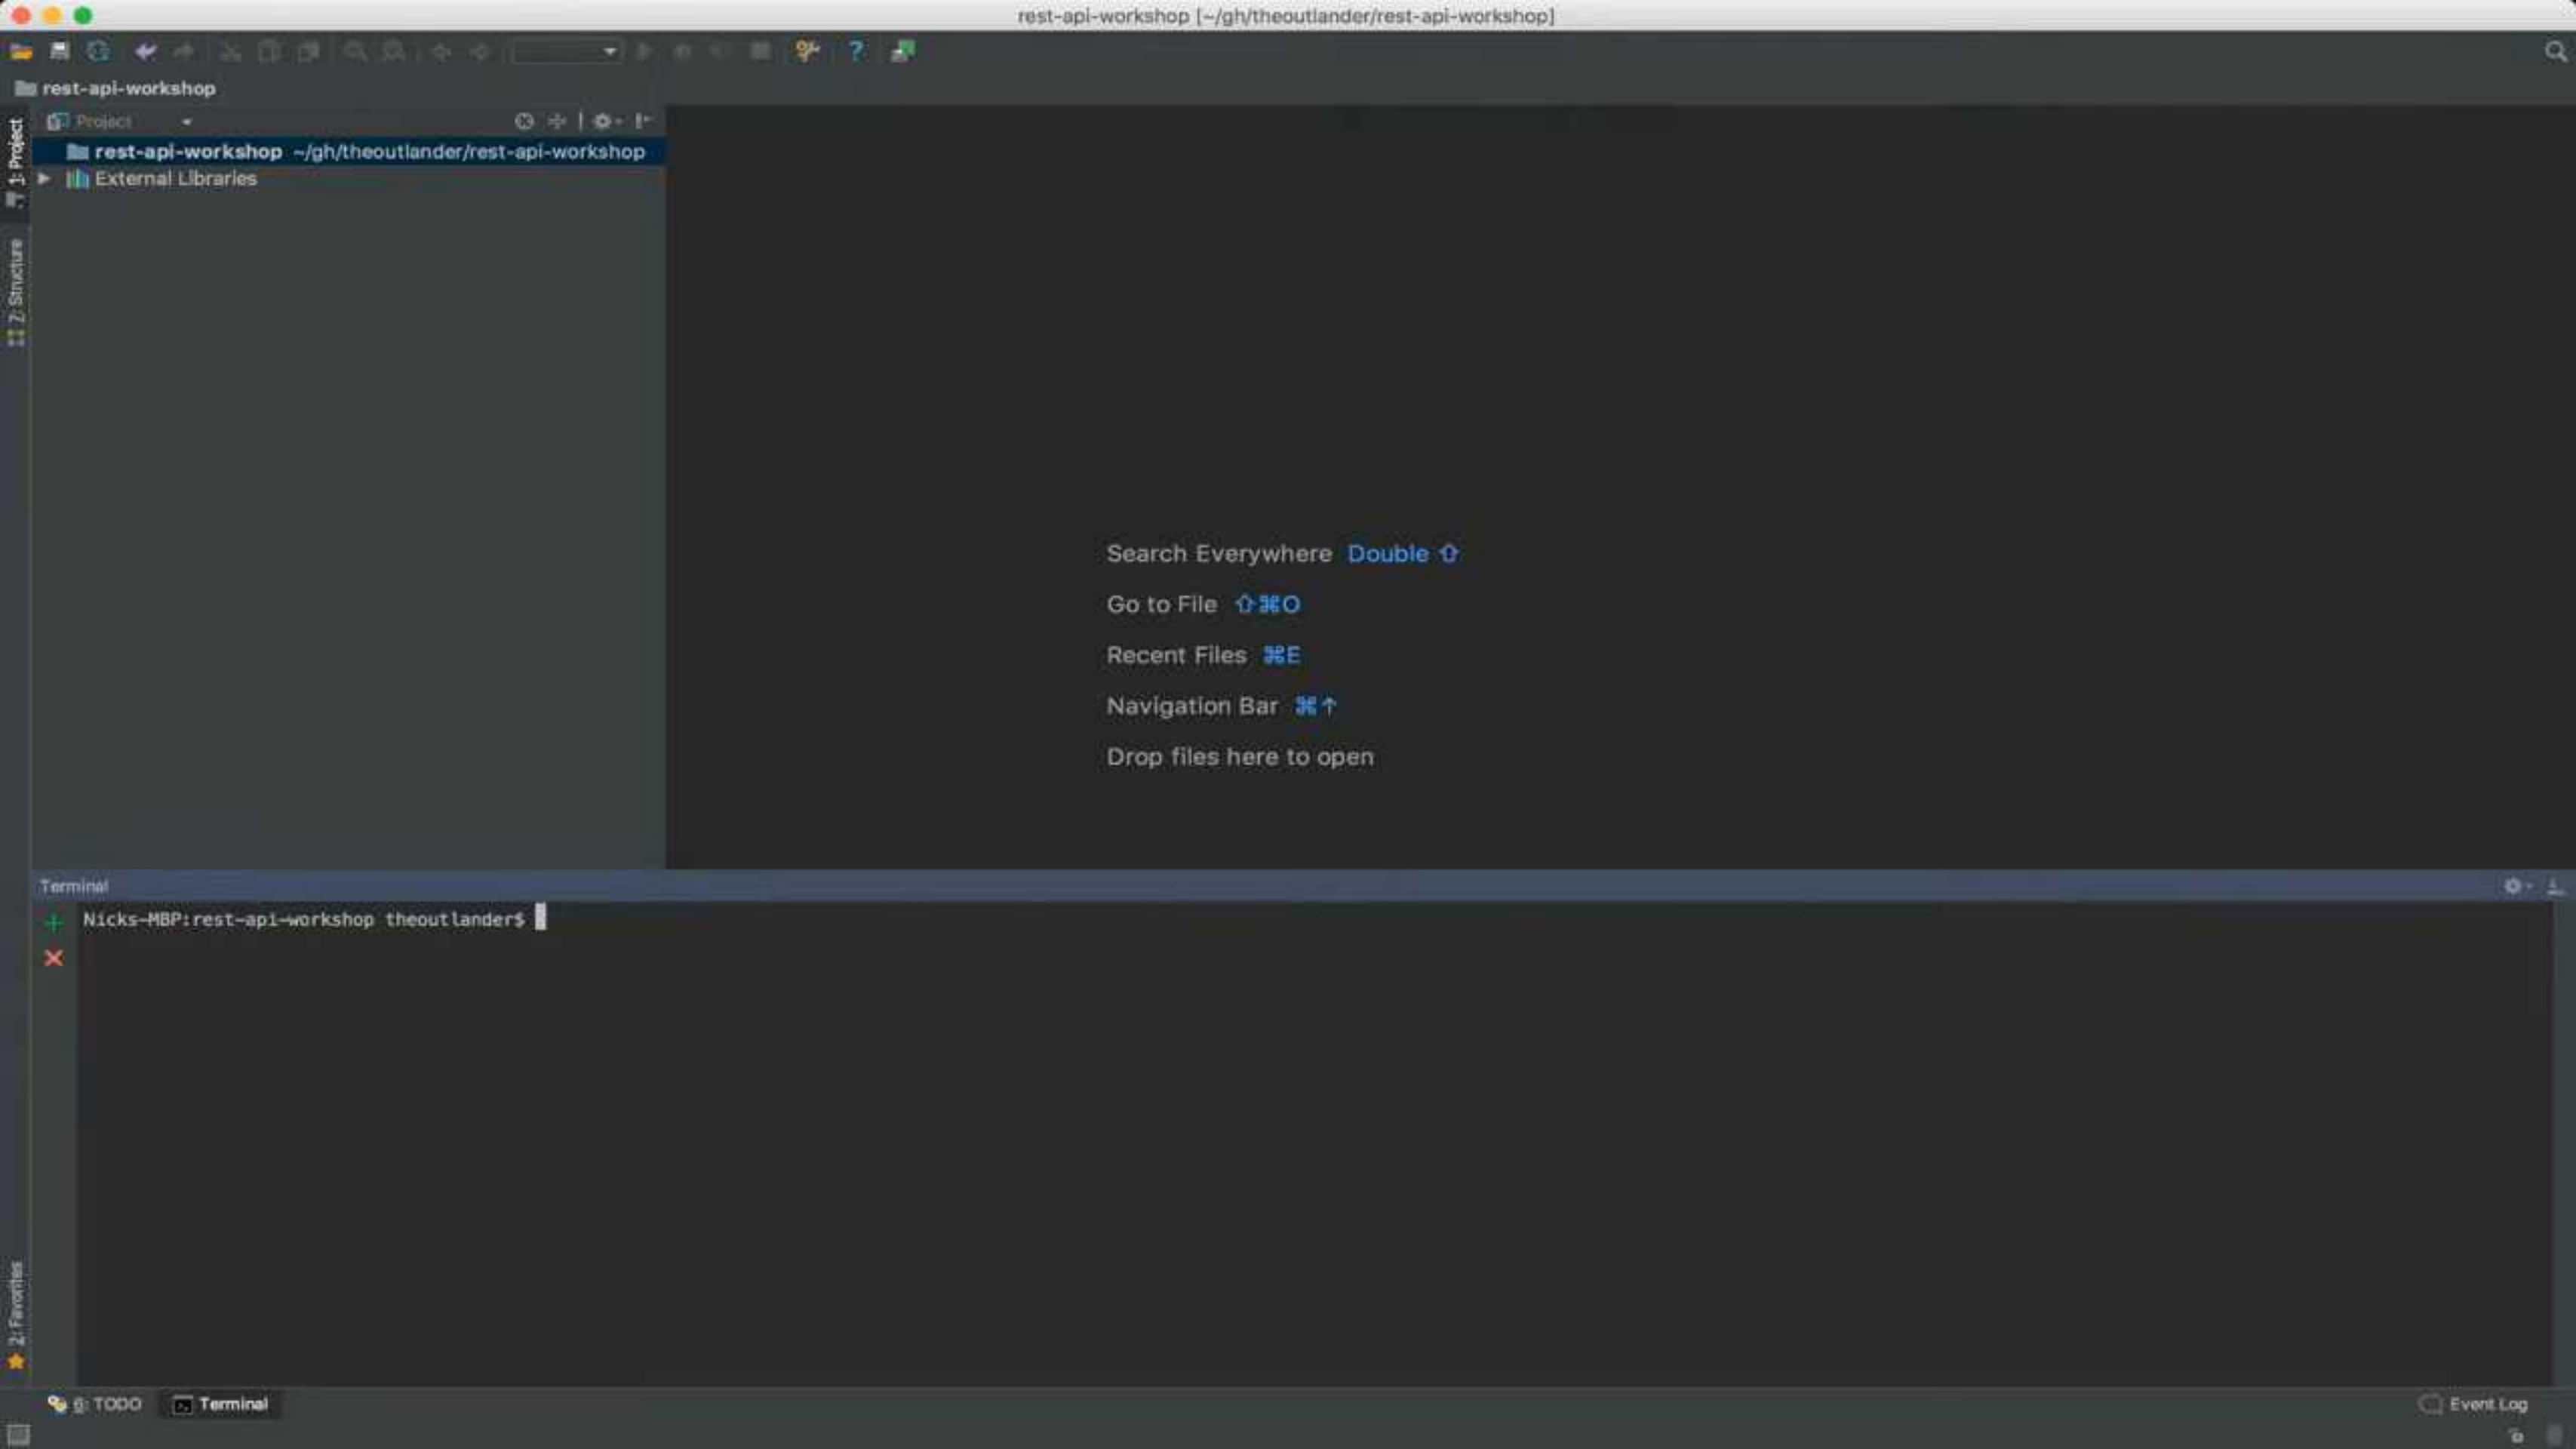 rest-api-workshop [~/gh/theoutlander/rest-api-workshop]
rest-api-workshop
Project
rest-api-workshop ~/gh/theoutlander/rest-api-workshop
External Libraries
1: Project
7: Structure
Search Everywhere Double ⇧
Go to File ⇧⌘O
Recent Files ⌘E
Navigation Bar ⌘↑
Drop files here to open
Terminal
Nicks-MBP:rest-api-workshop theoutlander$
2: Favorites
6: TODO
Terminal
Event Log